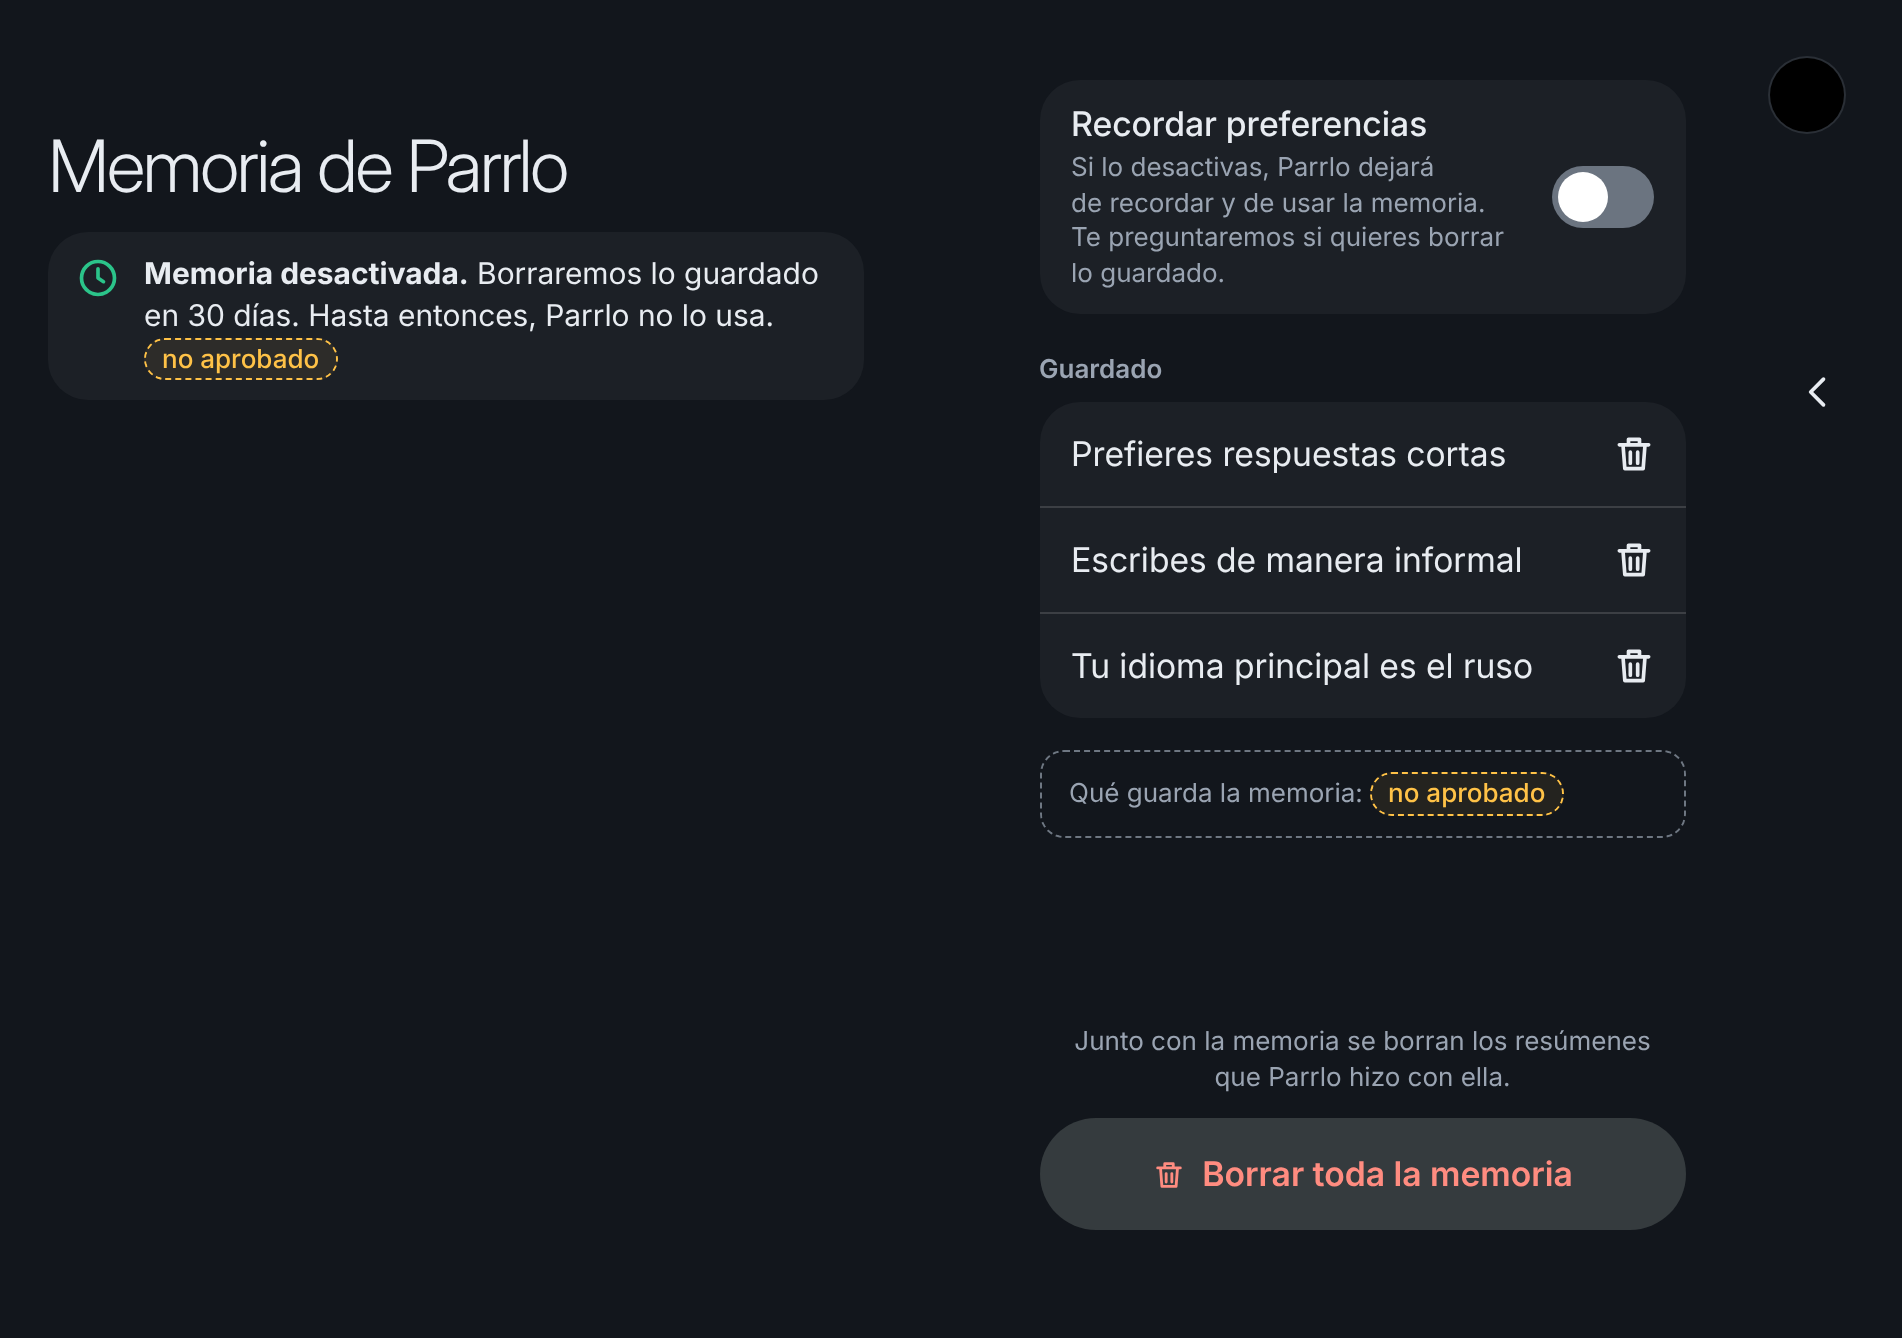 Memoria de Parrlo
Memoria desactivada. Borraremos lo guardado
en 30 días. Hasta entonces, Parrlo no lo usa.
no aprobado
Recordar preferencias
Si lo desactivas, Parrlo dejará
de recordar y de usar la memoria.
Te preguntaremos si quieres borrar
lo guardado.
Guardado
Prefieres respuestas cortas
Escribes de manera informal
Tu idioma principal es el ruso
Qué guarda la memoria: no aprobado
Junto con la memoria se borran los resúmenes
que Parrlo hizo con ella.
Borrar toda la memoria